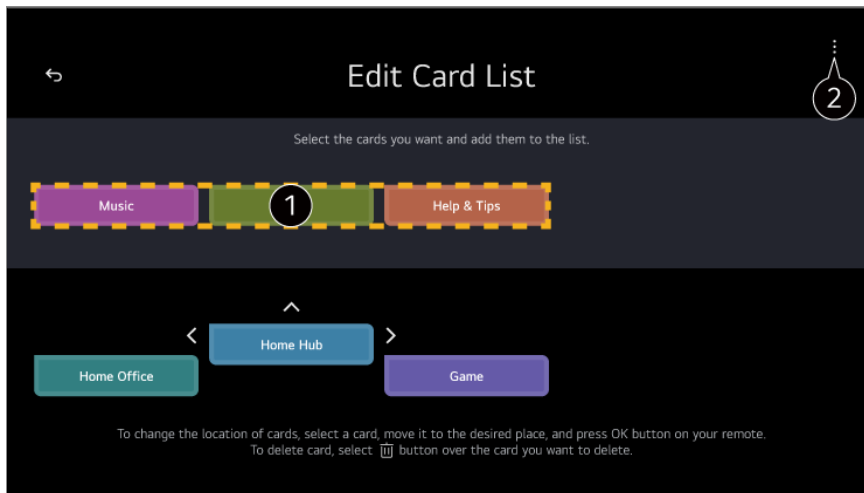 Edit Card List
2
Select the cards you want and add them to the list.
Music
1
Help & Tips
Home Hub
Home Office
Game
To change the location of cards, select a card, move it to the desired place, and press OK button on your remote.
To delete card, select button over the card you want to delete.